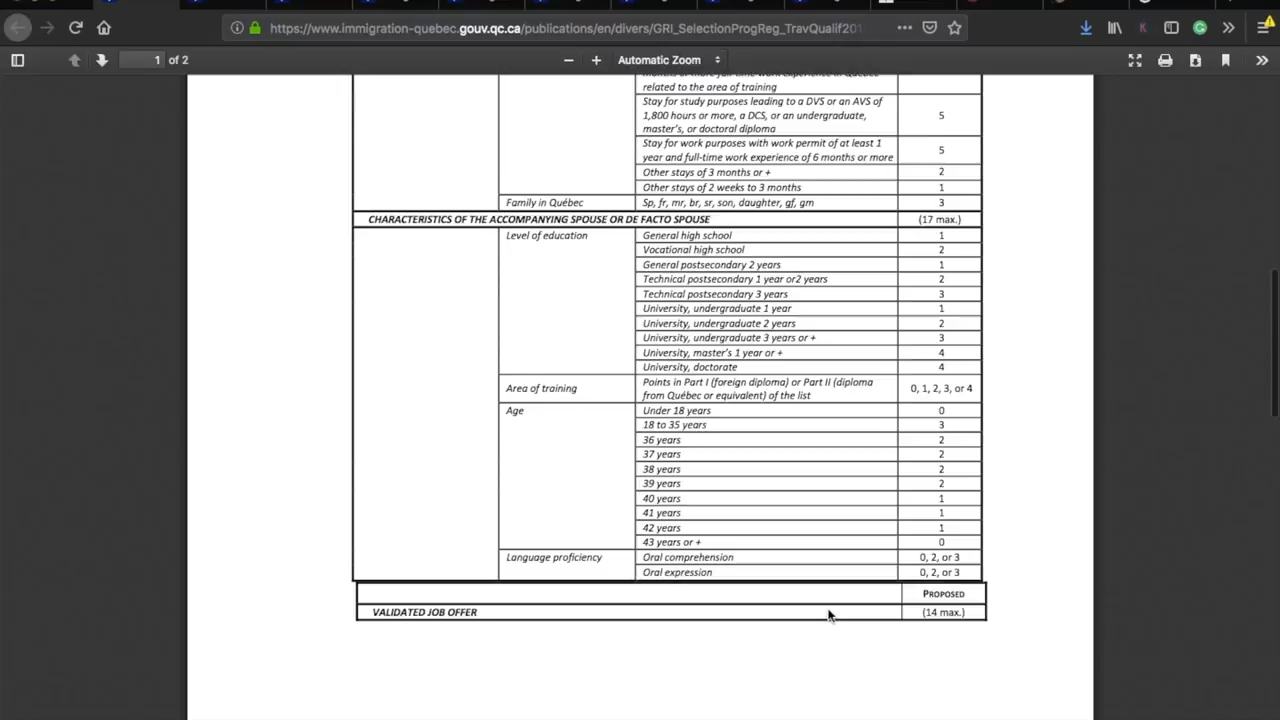 https://www.immigration-quebec.gouv.qc.ca/publications/en/divers/GRI_SelectionProgReg_TravQualif201
1 of 2
Automatic Zoom
months or more full-time work experience in Québec
related to the area of training
Stay for study purposes leading to a DVS or an AVS of
1,800 hours or more, a DCS, or an undergraduate,
master's, or doctoral diploma 5
Stay for work purposes with work permit of at least 1
year and full-time work experience of 6 months or more 5
Other stays of 3 months or + 2
Other stays of 2 weeks to 3 months 1
Family in Québec Sp, fr, mr, br, sr, son, daughter, gf, gm 3
CHARACTERISTICS OF THE ACCOMPANYING SPOUSE OR DE FACTO SPOUSE (17 max.)
Level of education General high school 1
Vocational high school 2
General postsecondary 2 years 1
Technical postsecondary 1 year or2 years 2
Technical postsecondary 3 years 3
University, undergraduate 1 year 1
University, undergraduate 2 years 2
University, undergraduate 3 years or + 3
University, master's 1 year or + 4
University, doctorate 4
Area of training Points in Part I (foreign diploma) or Part II (diploma
from Québec or equivalent) of the list 0, 1, 2, 3, or 4
Age Under 18 years 0
18 to 35 years 3
36 years 2
37 years 2
38 years 2
39 years 2
40 years 1
41 years 1
42 years 1
43 years or + 0
Language proficiency Oral comprehension 0, 2, or 3
Oral expression 0, 2, or 3
PROPOSED
VALIDATED JOB OFFER (14 max.)